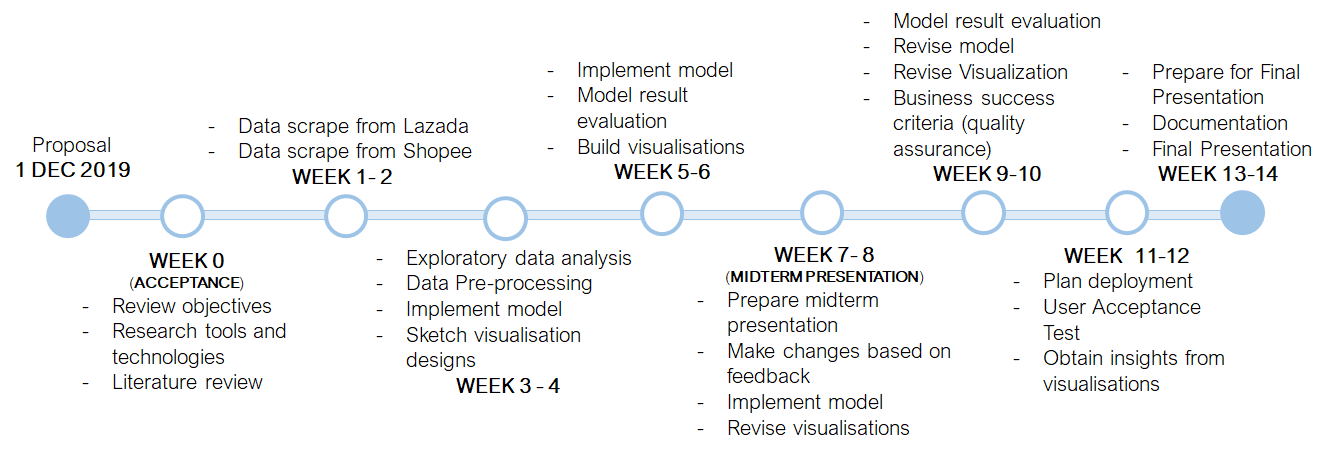 Proposal
1 DEC 2019
WEEK 0
(ACCEPTANCE)
- Review objectives
- Research tools and
technologies
- Literature review
- Data scrape from Lazada
- Data scrape from Shopee
WEEK 1- 2
- Exploratory data analysis
- Data Pre-processing
- Implement model
- Sketch visualisation
designs
WEEK 3 - 4
- Implement model
- Model result
evaluation
- Build visualisations
WEEK 5-6
WEEK 7- 8
(MIDTERM PRESENTATION)
- Prepare midterm
presentation
- Make changes based on
feedback
- Implement model
- Revise visualisations
- Model result evaluation
- Revise model
- Revise Visualization
- Business success
criteria (quality
assurance)
WEEK 9-10
WEEK 11-12
- Plan deployment
- User Acceptance
Test
- Obtain insights from
visualisations
- Prepare for Final
Presentation
- Documentation
- Final Presentation
WEEK 13-14